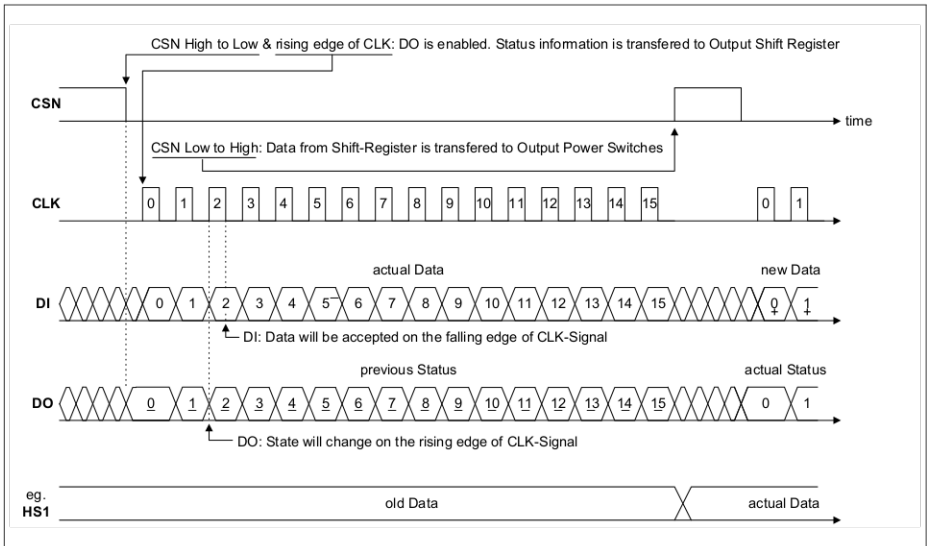 CSN High to Low & rising edge of CLK: DO is enabled. Status information is transfered to Output Shift Register
CSN
time
CSN Low to High: Data from Shift-Register is transfered to Output Power Switches
CLK
0 1 2 3 4 5 6 7 8 9 10 11 12 13 14 15 0 1
actual Data new Data
DI
0 1 2 3 4 5 6 7 8 9 10 11 12 13 14 15 0 1
DI: Data will be accepted on the falling edge of CLK-Signal
previous Status actual Status
DO
0 1 2 3 4 5 6 7 8 9 10 11 12 13 14 15 0 1
DO: State will change on the rising edge of CLK-Signal
eg.
HS1
old Data actual Data